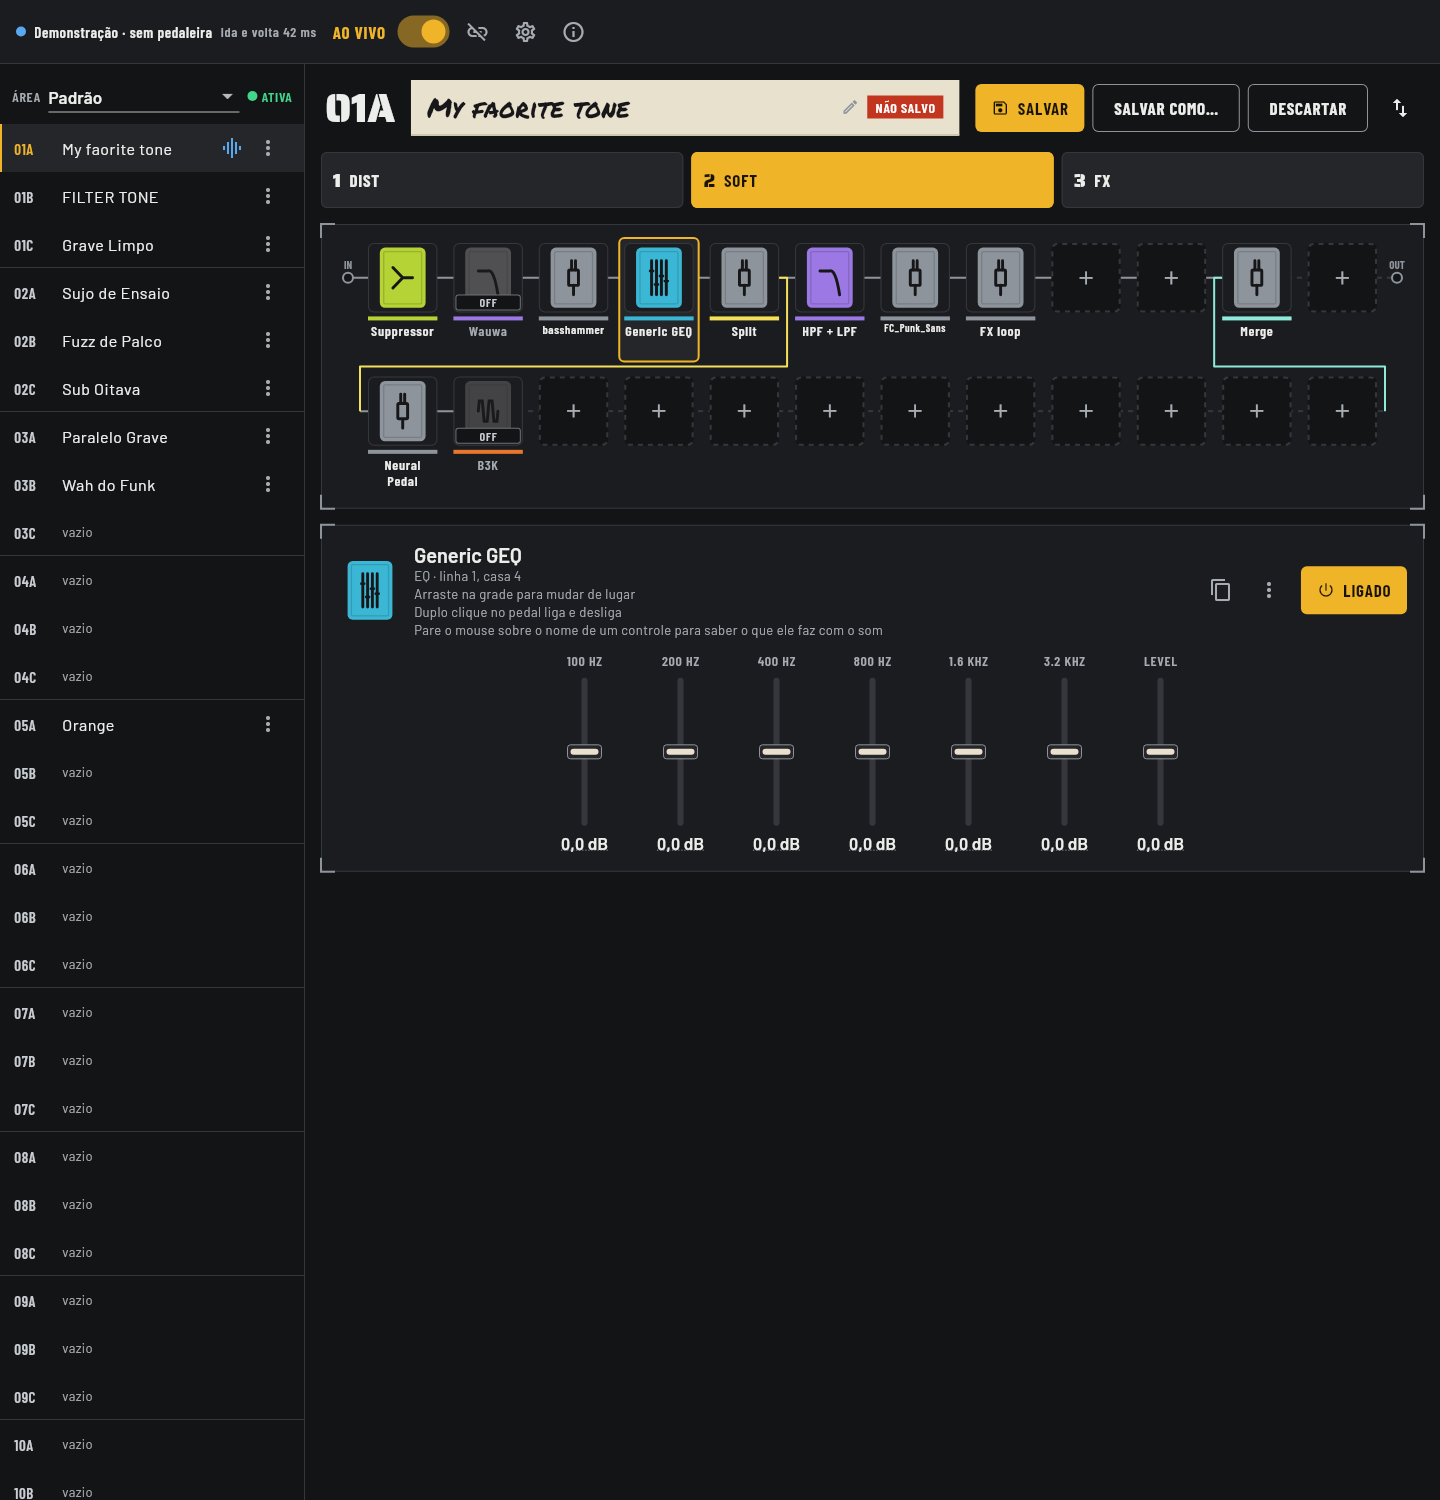 Demonstração · sem pedaleira Ida e volta 42 ms AO VIVO
ÁREA Padrão ATIVA
01A My faorite tone
01B FILTER TONE
01C Grave Limpo
02A Sujo de Ensaio
02B Fuzz de Palco
02C Sub Oitava
03A Paralelo Grave
03B Wah do Funk
03C vazio
04A vazio
04B vazio
04C vazio
05A Orange
05B vazio
05C vazio
06A vazio
06B vazio
06C vazio
07A vazio
07B vazio
07C vazio
08A vazio
08B vazio
08C vazio
09A vazio
09B vazio
09C vazio
10A vazio
10B vazio
01A My faorite tone NÃO SALVO SALVAR SALVAR COMO... DESCARTAR
1 DIST 2 SOFT 3 FX
IN OUT
OFF
Suppressor Wauwa basshammer Generic GEQ Split HPF + LPF FC_Punk_Sans FX loop Merge
OFF
Neural Pedal B3K
Generic GEQ
EQ · linha 1, casa 4
Arraste na grade para mudar de lugar
Duplo clique no pedal liga e desliga
Pare o mouse sobre o nome de um controle para saber o que ele faz com o som
LIGADO
100 HZ 200 HZ 400 HZ 800 HZ 1.6 KHZ 3.2 KHZ LEVEL
0,0 dB 0,0 dB 0,0 dB 0,0 dB 0,0 dB 0,0 dB 0,0 dB